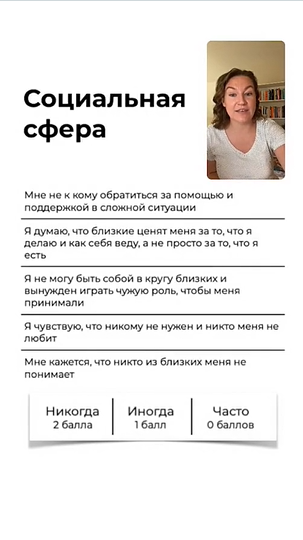 Социальная
сфера
Мне не к кому обратиться за помощью и
поддержкой в сложной ситуации
Я думаю, что близкие ценят меня за то, что я
делаю и как себя веду, а не просто за то, что я
есть
Я не могу быть собой в кругу близких и
вынужден играть чужую роль, чтобы меня
принимали
Я чувствую, что никому не нужен и никто меня не
любит
Мне кажется, что никто из близких меня не
понимает
Никогда Иногда Часто
2 балла 1 балл 0 баллов